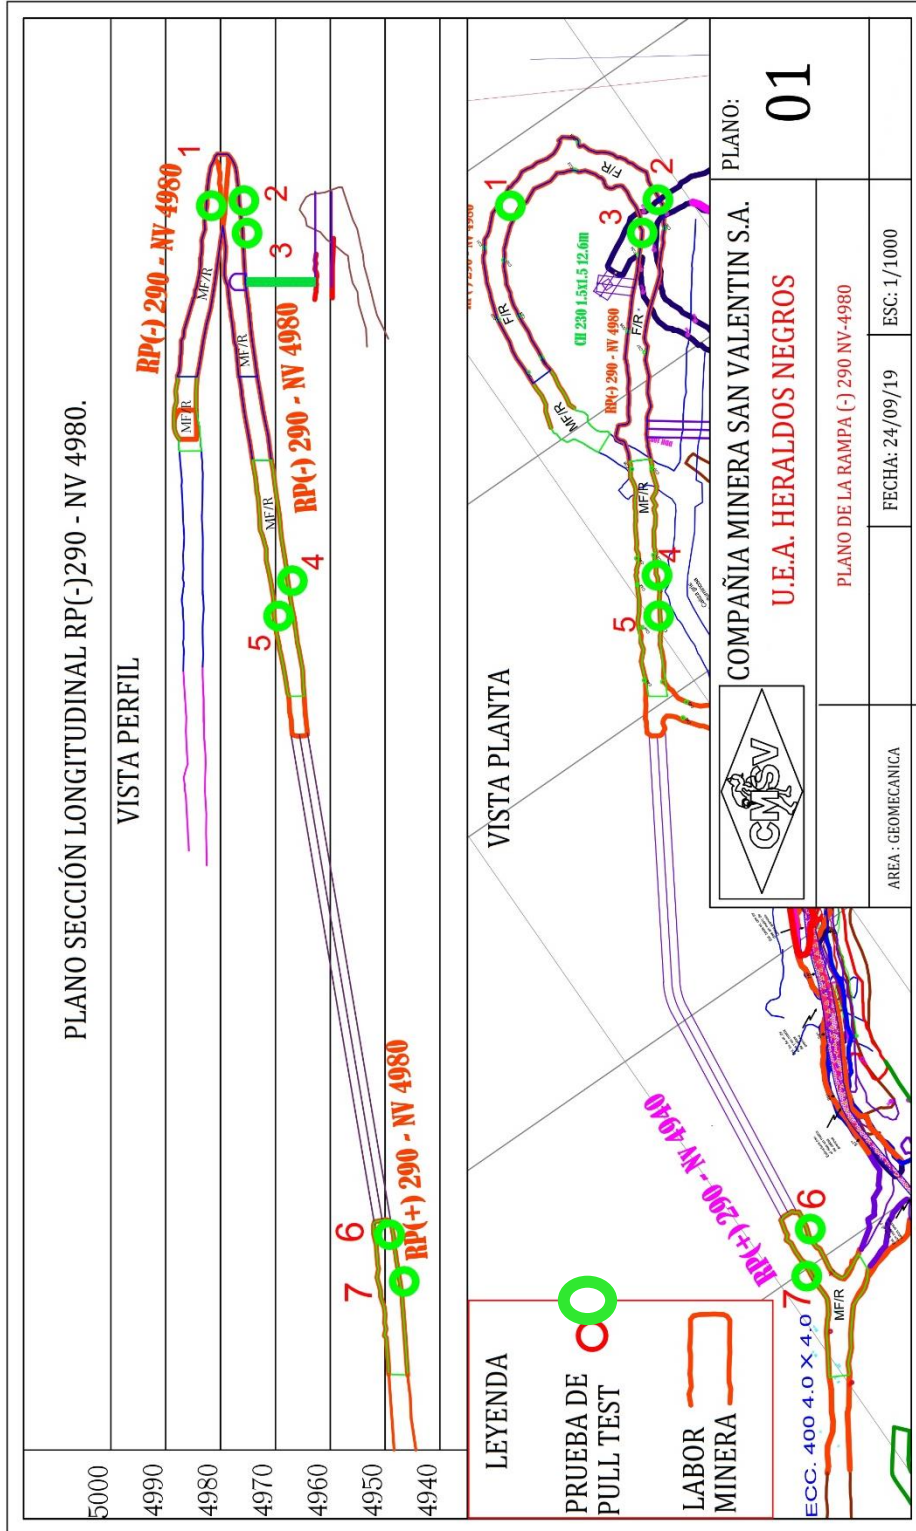 PLANO SECCIÓN LONGITUDINAL RP(-)290 - NV 4980.
VISTA PERFIL
5000
4990
4980
4970
4960
4950
4940
RP(-) 290 - NV 4980
MF/R
MF/R
MF/R
MF/R
1
2
3
RP(-) 290 - NV 4980
4
5
6
7
RP(+) 290 - NV 4980
VISTA PLANTA
1
2
3
F/R
F/R
F/R
MF/R
MF/R
CH 230 1.5x1.5 12.6m
RP(-) 290 - NV 4980
4
5
RP(+) 290 - NV 4940
6
7
MF/R
ECC. 400 4.0 X 4.0
LEYENDA
PRUEBA DE
PULL TEST
LABOR
MINERA
CMSV
COMPAÑIA MINERA SAN VALENTIN S.A.
U.E.A. HERALDOS NEGROS
PLANO:
01
PLANO DE LA RAMPA (-) 290 NV-4980
AREA : GEOMECANICA
FECHA: 24/09/19
ESC: 1/1000